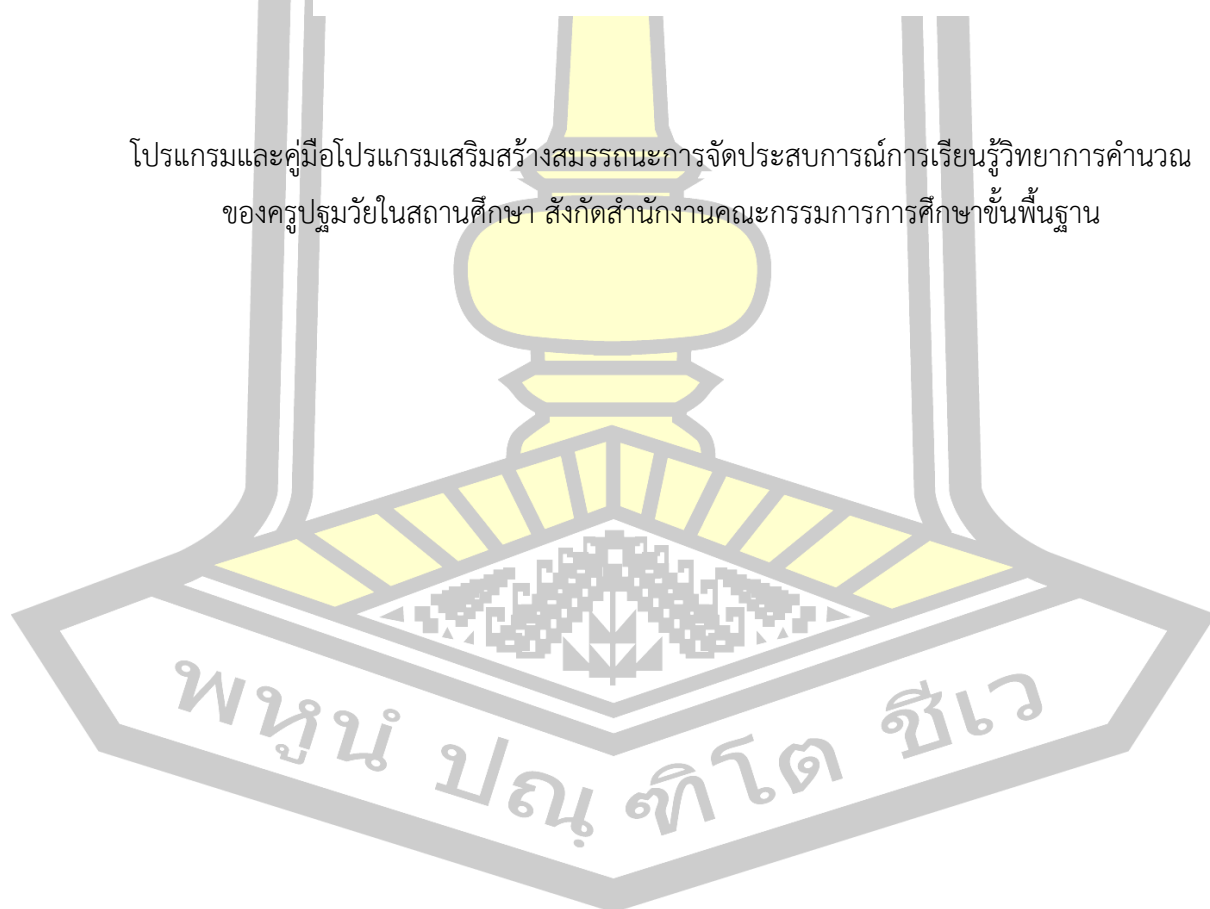 โปรแกรมและคู่มือโปรแกรมเสริมสร้างสมรรถนะการจัดประสบการณ์การเรียนรู้วิทยาการคำนวณ
ของครูปฐมวัยในสถานศึกษา สังกัดสำนักงานคณะกรรมการการศึกษาขั้นพื้นฐาน
พหูนํ ปณฺฑิโต ชีเว